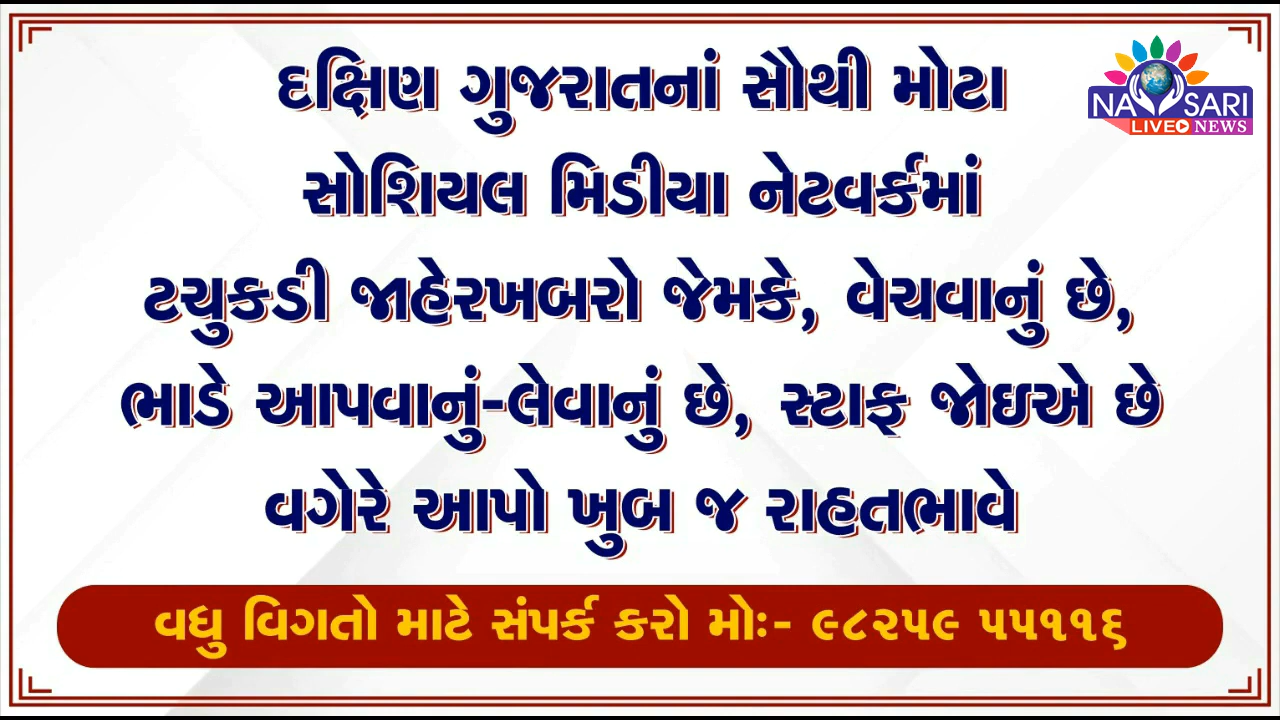 દક્ષિણ ગુજરાતનાં સૌથી મોટા
સોશિયલ મિડીયા નેટવર્કમાં
ટચુકડી જાહેરખબરો જેમકે, વેચવાનું છે,
ભાડે આપવાનું-લેવાનું છે, સ્ટાફ જોઇએ છે
વગેરે આપો ખુબ જ રાહતભાવે
વધુ વિગતો માટે સંપર્ક કરો મોઃ- ૯૮૨૫૯ ૫૫૧૧૬
NAVSARI
LIVE NEWS